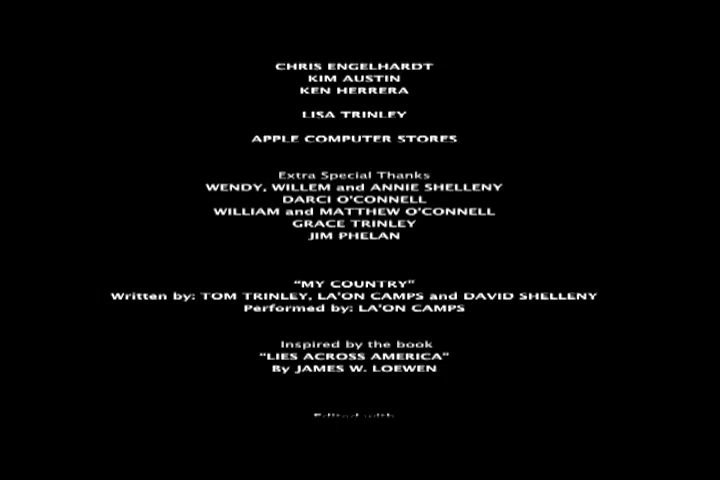 CHRIS ENGELHARDT
KIM AUSTIN
KEN HERRERA
LISA TRINLEY
APPLE COMPUTER STORES
Extra Special Thanks
WENDY, WILLEM and ANNIE SHELLENY
DARCI O'CONNELL
WILLIAM and MATTHEW O'CONNELL
GRACE TRINLEY
JIM PHELAN
“MY COUNTRY”
Written by: TOM TRINLEY, LA'ON CAMPS and DAVID SHELLENY
Performed by: LA'ON CAMPS
Inspired by the book
“LIES ACROSS AMERICA”
By JAMES W. LOEWEN
Edited with